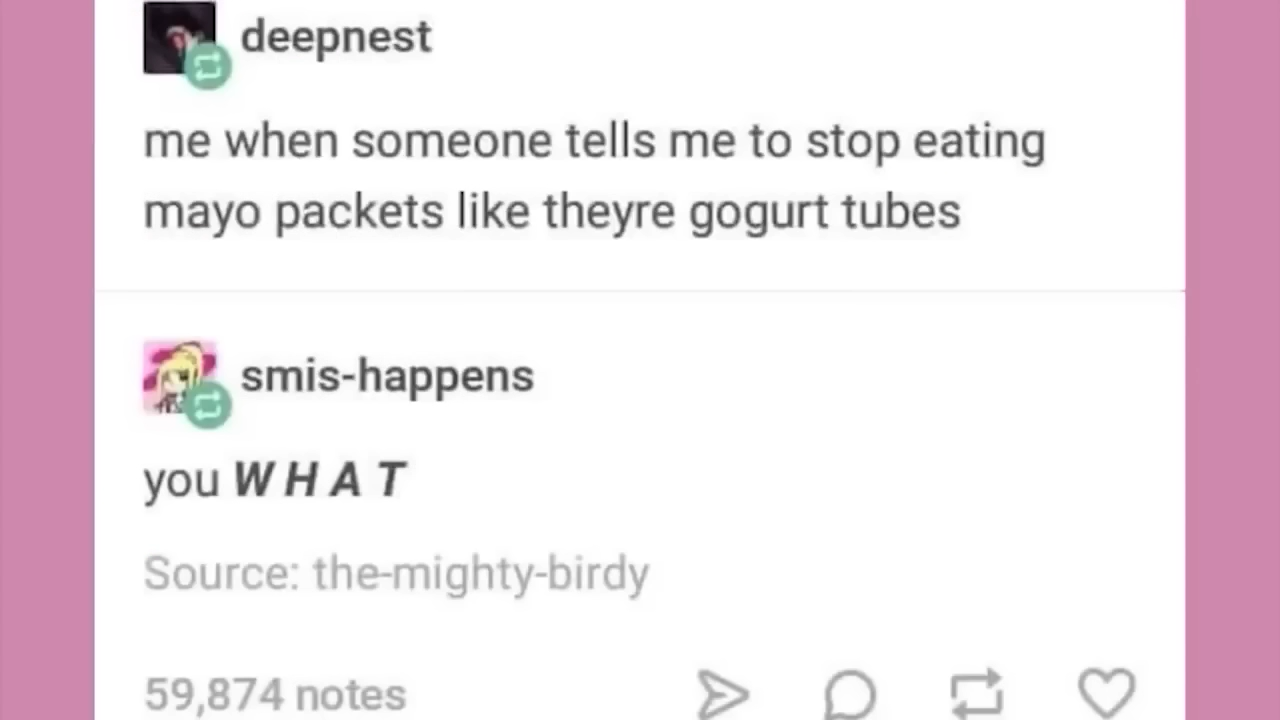 deepnest
me when someone tells me to stop eating
mayo packets like theyre gogurt tubes
smis-happens
you W H A T
Source: the-mighty-birdy
59,874 notes